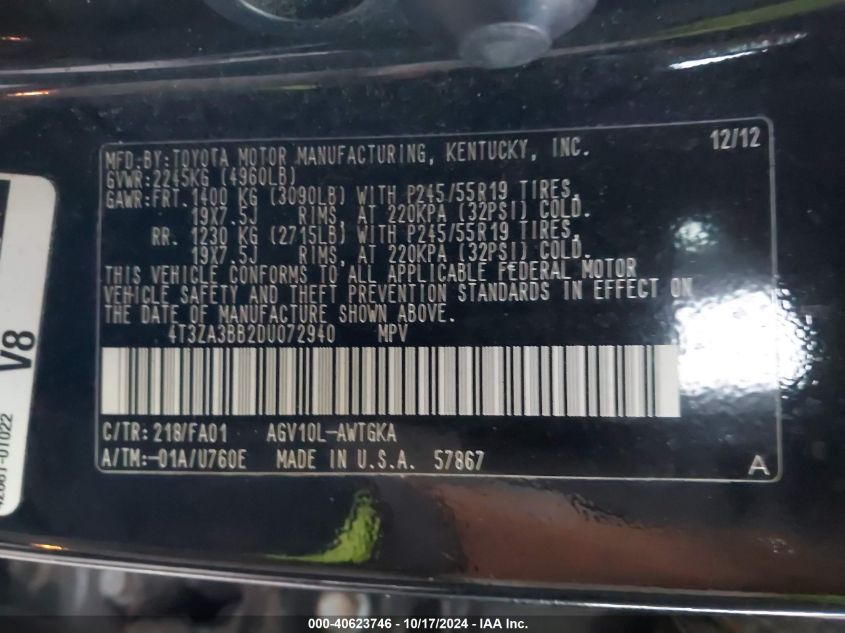 MFD.BY:TOYOTA MOTOR MANUFACTURING, KENTUCKY, INC. 12/12
GVWR:2245KG (4960LB)
GAWR:FRT. 1400 KG (3090LB) WITH P245/55R19 TIRES,
19X7.5J RIMS, AT 220KPA (32PSI) COLD.
RR. 1230 KG (2715LB) WITH P245/55R19 TIRES,
19X7.5J RIMS, AT 220KPA (32PSI) COLD.
THIS VEHICLE CONFORMS TO ALL APPLICABLE FEDERAL MOTOR
VEHICLE SAFETY AND THEFT PREVENTION STANDARDS IN EFFECT ON
THE DATE OF MANUFACTURE SHOWN ABOVE.
4T3ZA3BB2DU072940 MPV
C/TR:218/FA01 AGV10L-AWTGKA
A/TM:-01A/U760E MADE IN U.S.A. 57867 A
V8
000-40623746 - 10/17/2024 - IAA Inc.